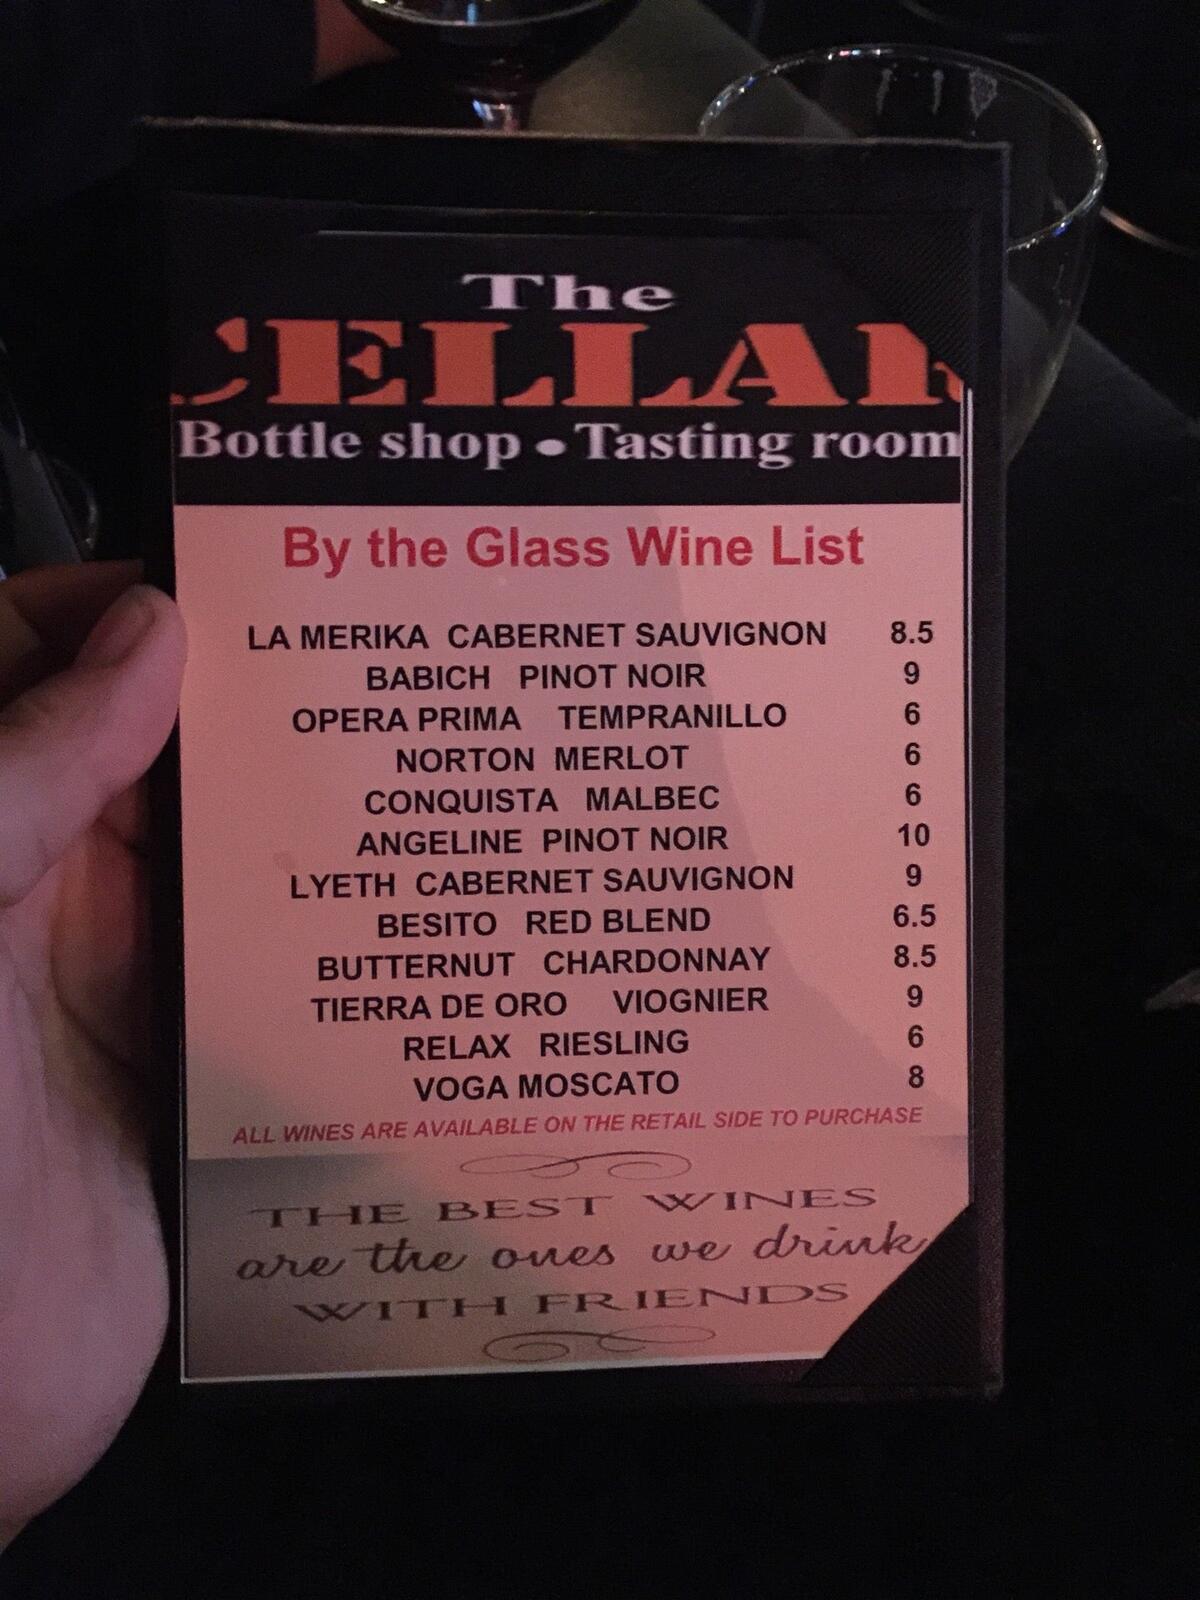 The
CELLAR
Bottle shop • Tasting room
By the Glass Wine List
LA MERIKA CABERNET SAUVIGNON 8.5
BABICH PINOT NOIR 9
OPERA PRIMA TEMPRANILLO 6
NORTON MERLOT 6
CONQUISTA MALBEC 6
ANGELINE PINOT NOIR 10
LYETH CABERNET SAUVIGNON 9
BESITO RED BLEND 6.5
BUTTERNUT CHARDONNAY 8.5
TIERRA DE ORO VIOGNIER 9
RELAX RIESLING 6
VOGA MOSCATO 8
ALL WINES ARE AVAILABLE ON THE RETAIL SIDE TO PURCHASE
THE BEST WINES
are the ones we drink
WITH FRIENDS